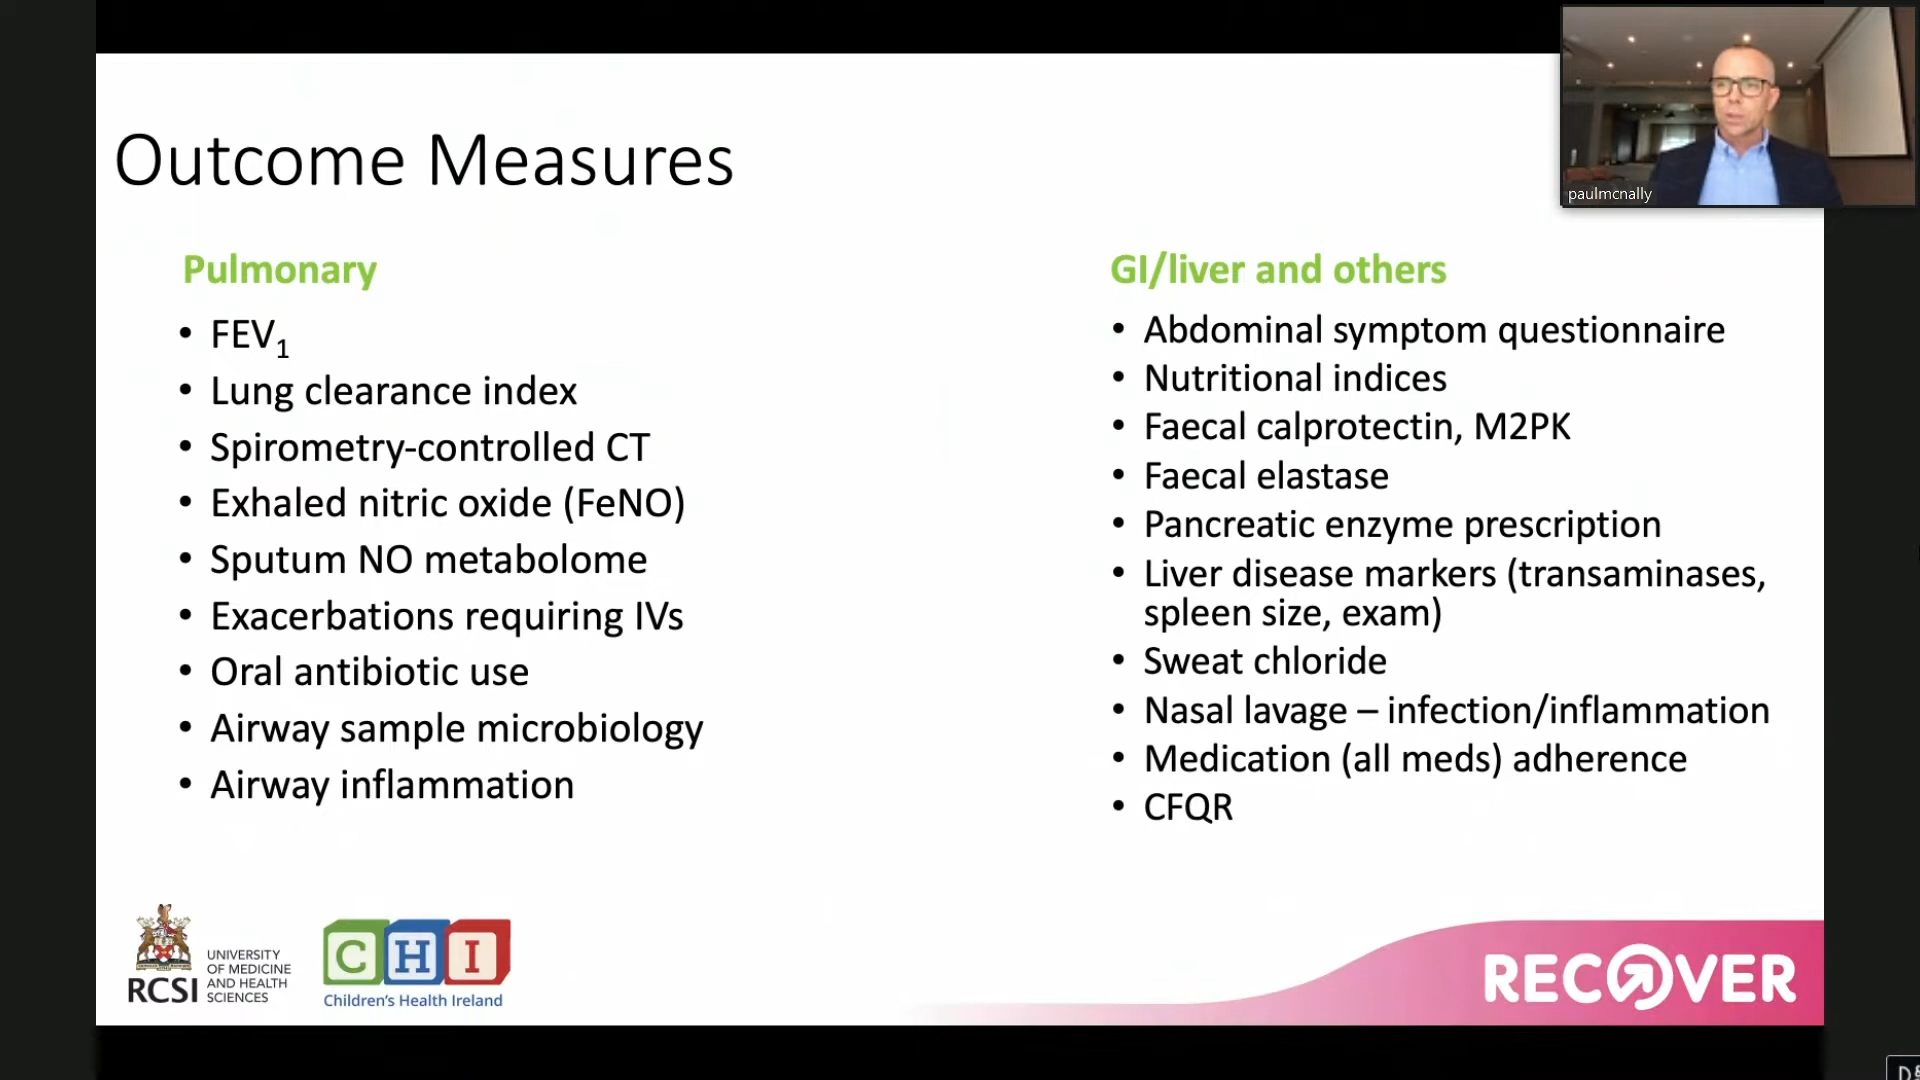 paulmcnally
Outcome Measures
Pulmonary
• FEV1
• Lung clearance index
• Spirometry-controlled CT
• Exhaled nitric oxide (FeNO)
• Sputum NO metabolome
• Exacerbations requiring IVs
• Oral antibiotic use
• Airway sample microbiology
• Airway inflammation
GI/liver and others
• Abdominal symptom questionnaire
• Nutritional indices
• Faecal calprotectin, M2PK
• Faecal elastase
• Pancreatic enzyme prescription
• Liver disease markers (transaminases,
spleen size, exam)
• Sweat chloride
• Nasal lavage – infection/inflammation
• Medication (all meds) adherence
• CFQR
RCSI
UNIVERSITY
OF MEDICINE
AND HEALTH
SCIENCES
CHI
Children's Health Ireland
RECOVER